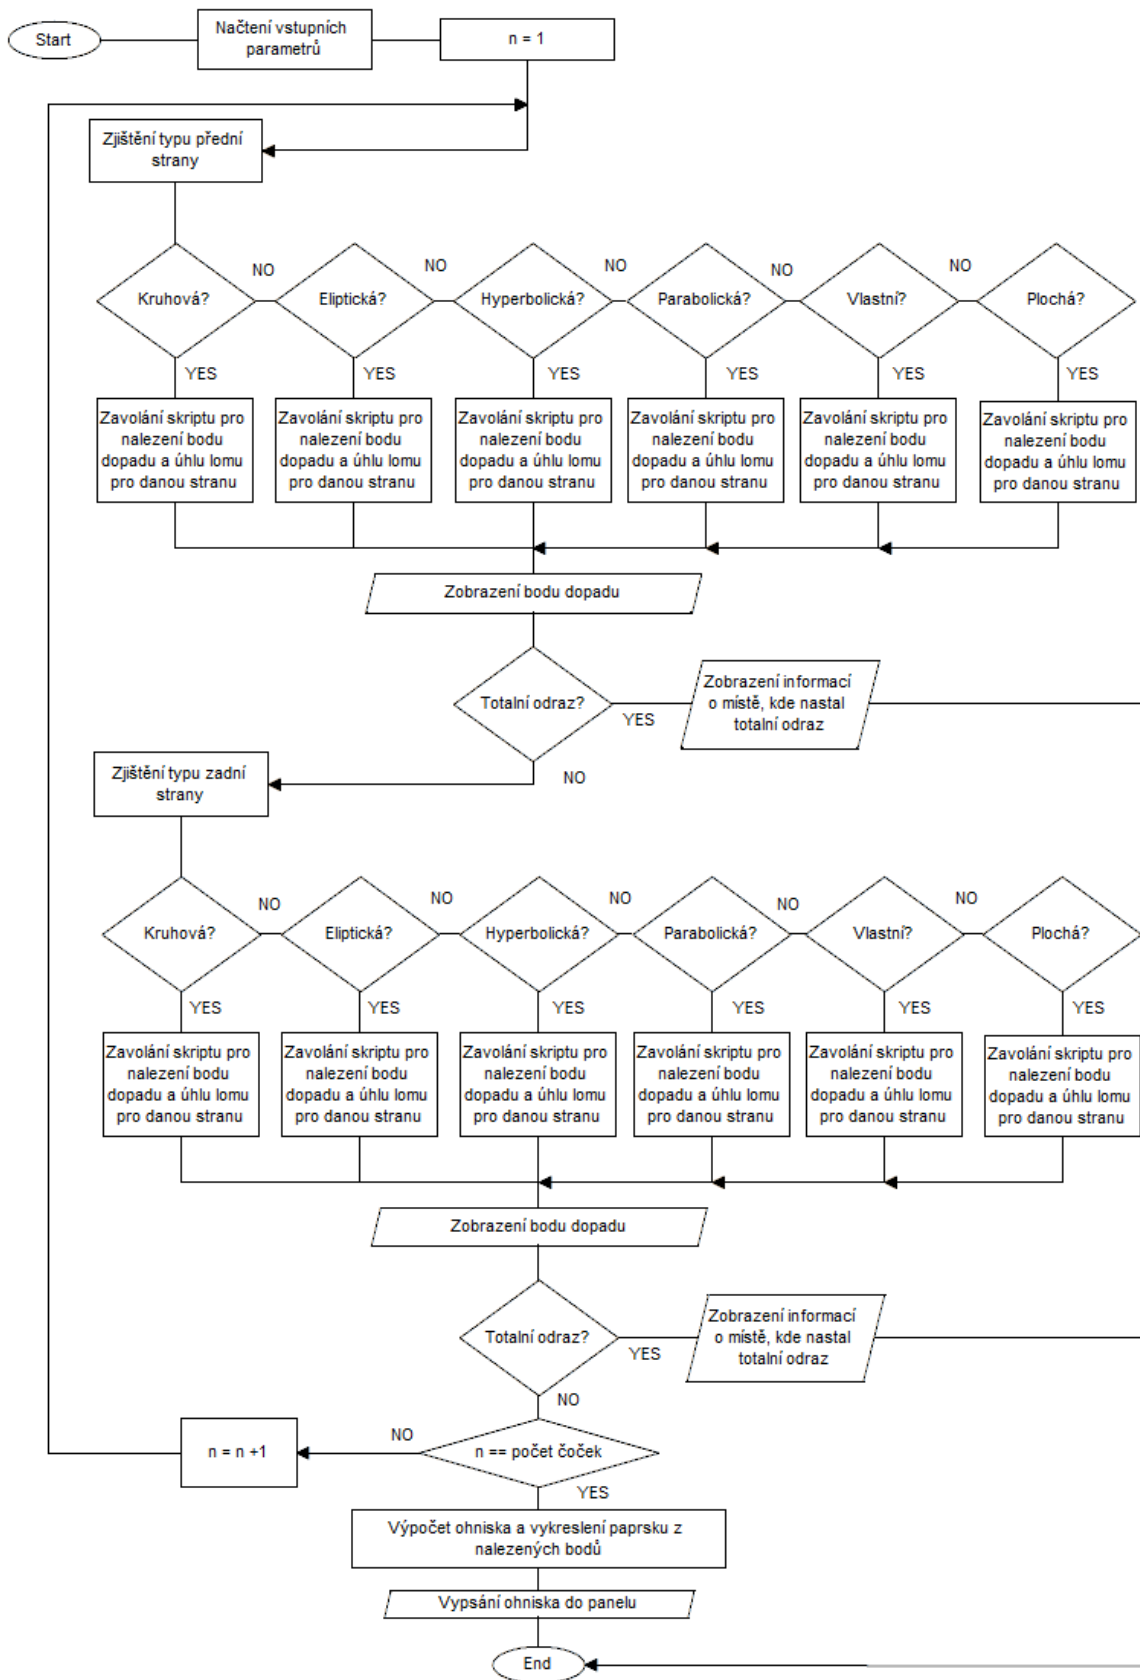 Start
Načtení vstupních
parametrů
n = 1
Zjištění typu přední
strany
NO
NO
NO
NO
NO
Kruhová?
Eliptická?
Hyperbolická?
Parabolická?
Vlastní?
Plochá?
YES
YES
YES
YES
YES
YES
Zavolání skriptu pro
nalezení bodu
dopadu a úhlu lomu
pro danou stranu
Zavolání skriptu pro
nalezení bodu
dopadu a úhlu lomu
pro danou stranu
Zavolání skriptu pro
nalezení bodu
dopadu a úhlu lomu
pro danou stranu
Zavolání skriptu pro
nalezení bodu
dopadu a úhlu lomu
pro danou stranu
Zavolání skriptu pro
nalezení bodu
dopadu a úhlu lomu
pro danou stranu
Zavolání skriptu pro
nalezení bodu
dopadu a úhlu lomu
pro danou stranu
Zobrazení bodu dopadu
Totalní odraz?
YES
Zobrazení informací
o místě, kde nastal
totalní odraz
NO
Zjištění typu zadní
strany
NO
NO
NO
NO
NO
Kruhová?
Eliptická?
Hyperbolická?
Parabolická?
Vlastní?
Plochá?
YES
YES
YES
YES
YES
YES
Zavolání skriptu pro
nalezení bodu
dopadu a úhlu lomu
pro danou stranu
Zavolání skriptu pro
nalezení bodu
dopadu a úhlu lomu
pro danou stranu
Zavolání skriptu pro
nalezení bodu
dopadu a úhlu lomu
pro danou stranu
Zavolání skriptu pro
nalezení bodu
dopadu a úhlu lomu
pro danou stranu
Zavolání skriptu pro
nalezení bodu
dopadu a úhlu lomu
pro danou stranu
Zavolání skriptu pro
nalezení bodu
dopadu a úhlu lomu
pro danou stranu
Zobrazení bodu dopadu
Totalní odraz?
YES
Zobrazení informací
o místě, kde nastal
totalní odraz
NO
n == počet čoček
NO
n = n +1
YES
Výpočet ohniska a vykreslení paprsku z
nalezených bodů
Vypsání ohniska do panelu
End